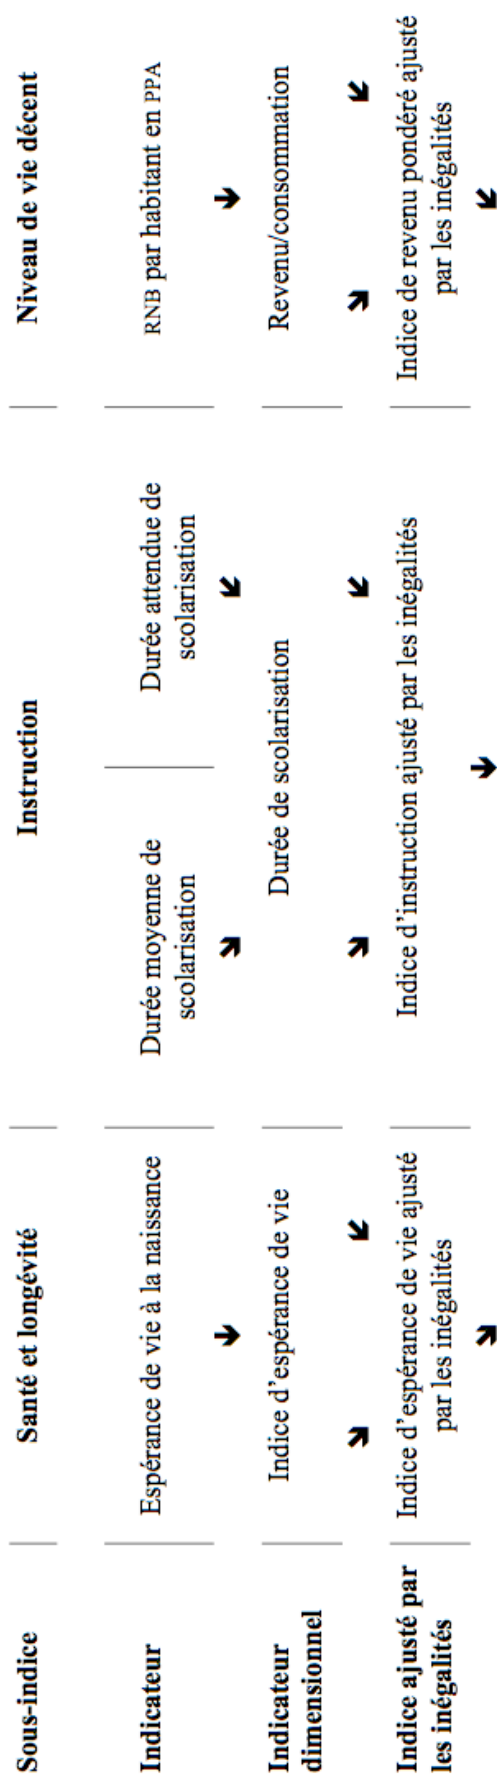 Sous-indice
Santé et longévité
Instruction
Niveau de vie décent
Indicateur
Espérance de vie à la naissance
Durée moyenne de
scolarisation
Durée attendue de
scolarisation
RNB par habitant en PPA
Indicateur
dimensionnel
Indice d'espérance de vie
Durée de scolarisation
Revenu/consommation
Indice ajusté par
les inégalités
Indice d'espérance de vie ajusté
par les inégalités
Indice d'instruction ajusté par les inégalités
Indice de revenu pondéré ajusté
par les inégalités